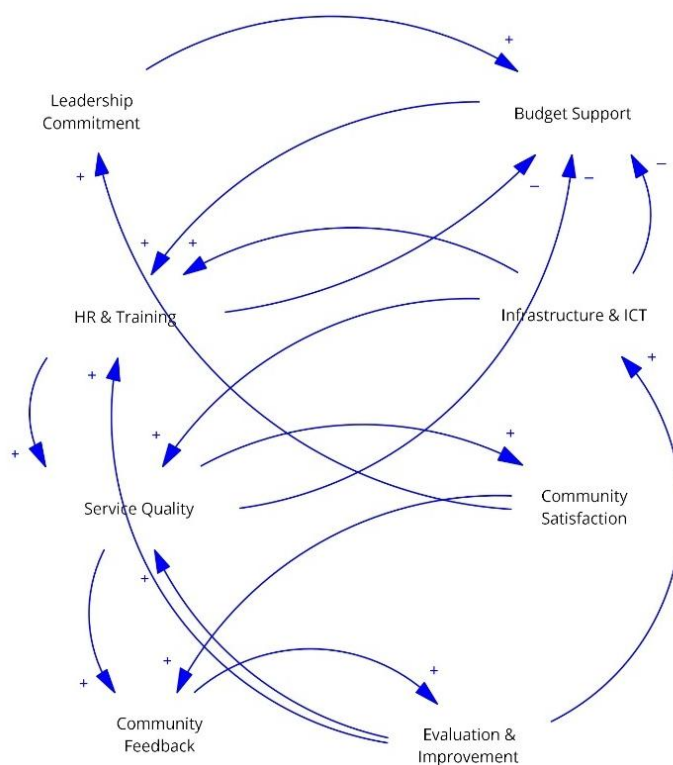 +
Leadership
Commitment
Budget Support
+
–
–
–
+
+
HR & Training
Infrastructure & ICT
+
+
+
+
+
Service Quality
Community
Satisfaction
+
+
+
+
Community
Feedback
Evaluation &
Improvement